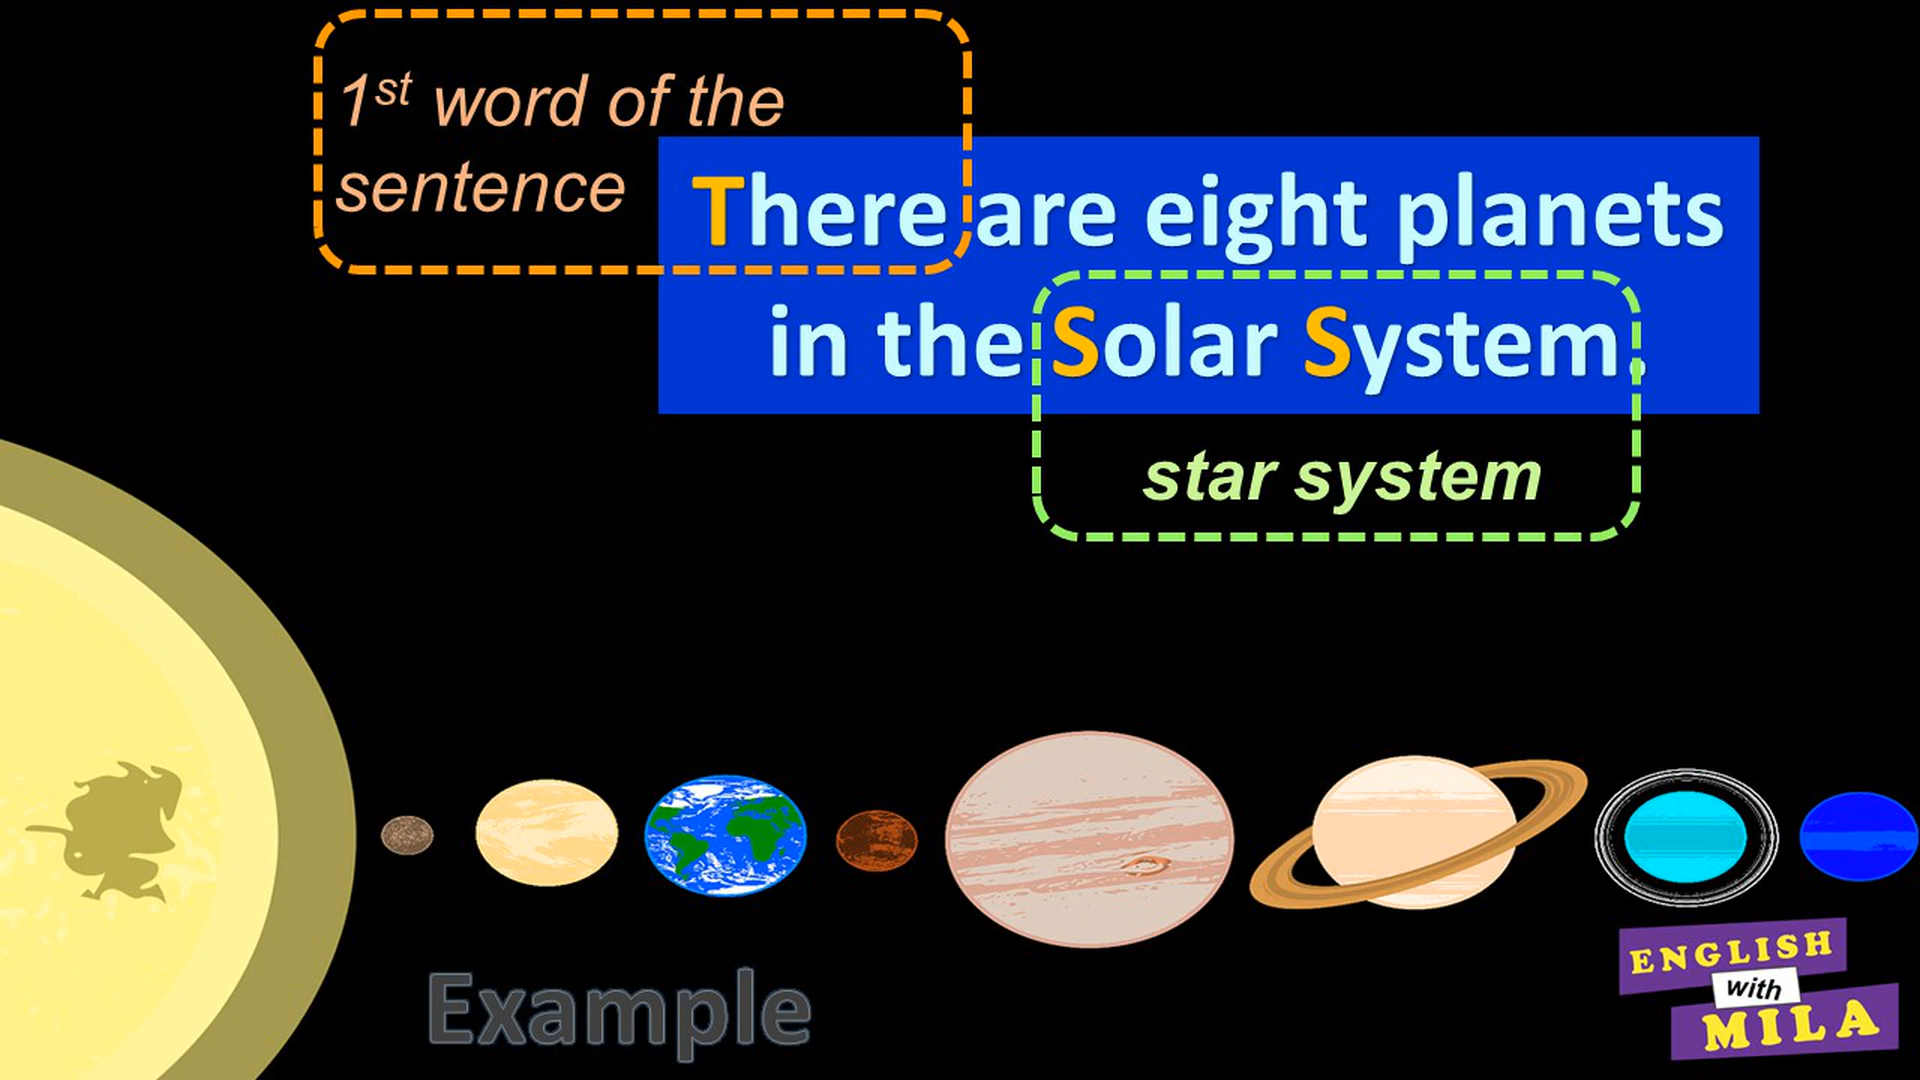 1st word of the
sentence
There are eight planets
in the Solar System.
star system
Example
ENGLISH
with
MILA